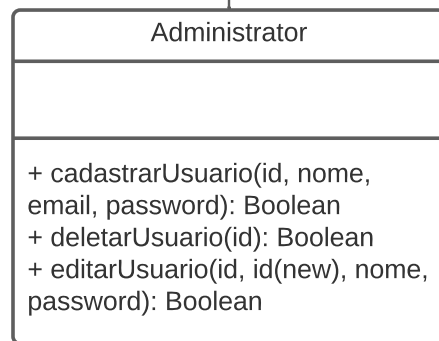 Administrator
+ cadastrarUsuario(id, nome,
email, password): Boolean
+ deletarUsuario(id): Boolean
+ editarUsuario(id, id(new), nome,
password): Boolean